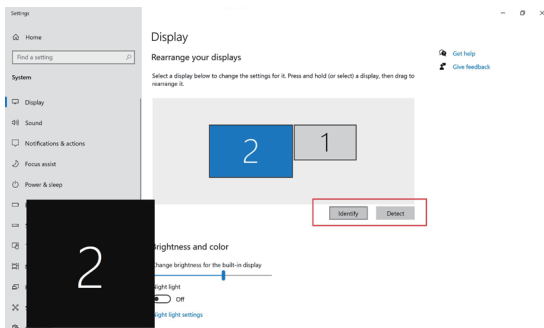 Settings
Home
Find a setting
System
Display
Sound
Notifications & actions
Focus assist
Power & sleep
2
Display
Rearrange your displays
Select a display below to change the settings for it. Press and hold (or select) a display, then drag to
rearrange it.
2
1
Identify
Detect
Brightness and color
Change brightness for the built-in display
Night light
Off
Night light settings
Get help
Give feedback